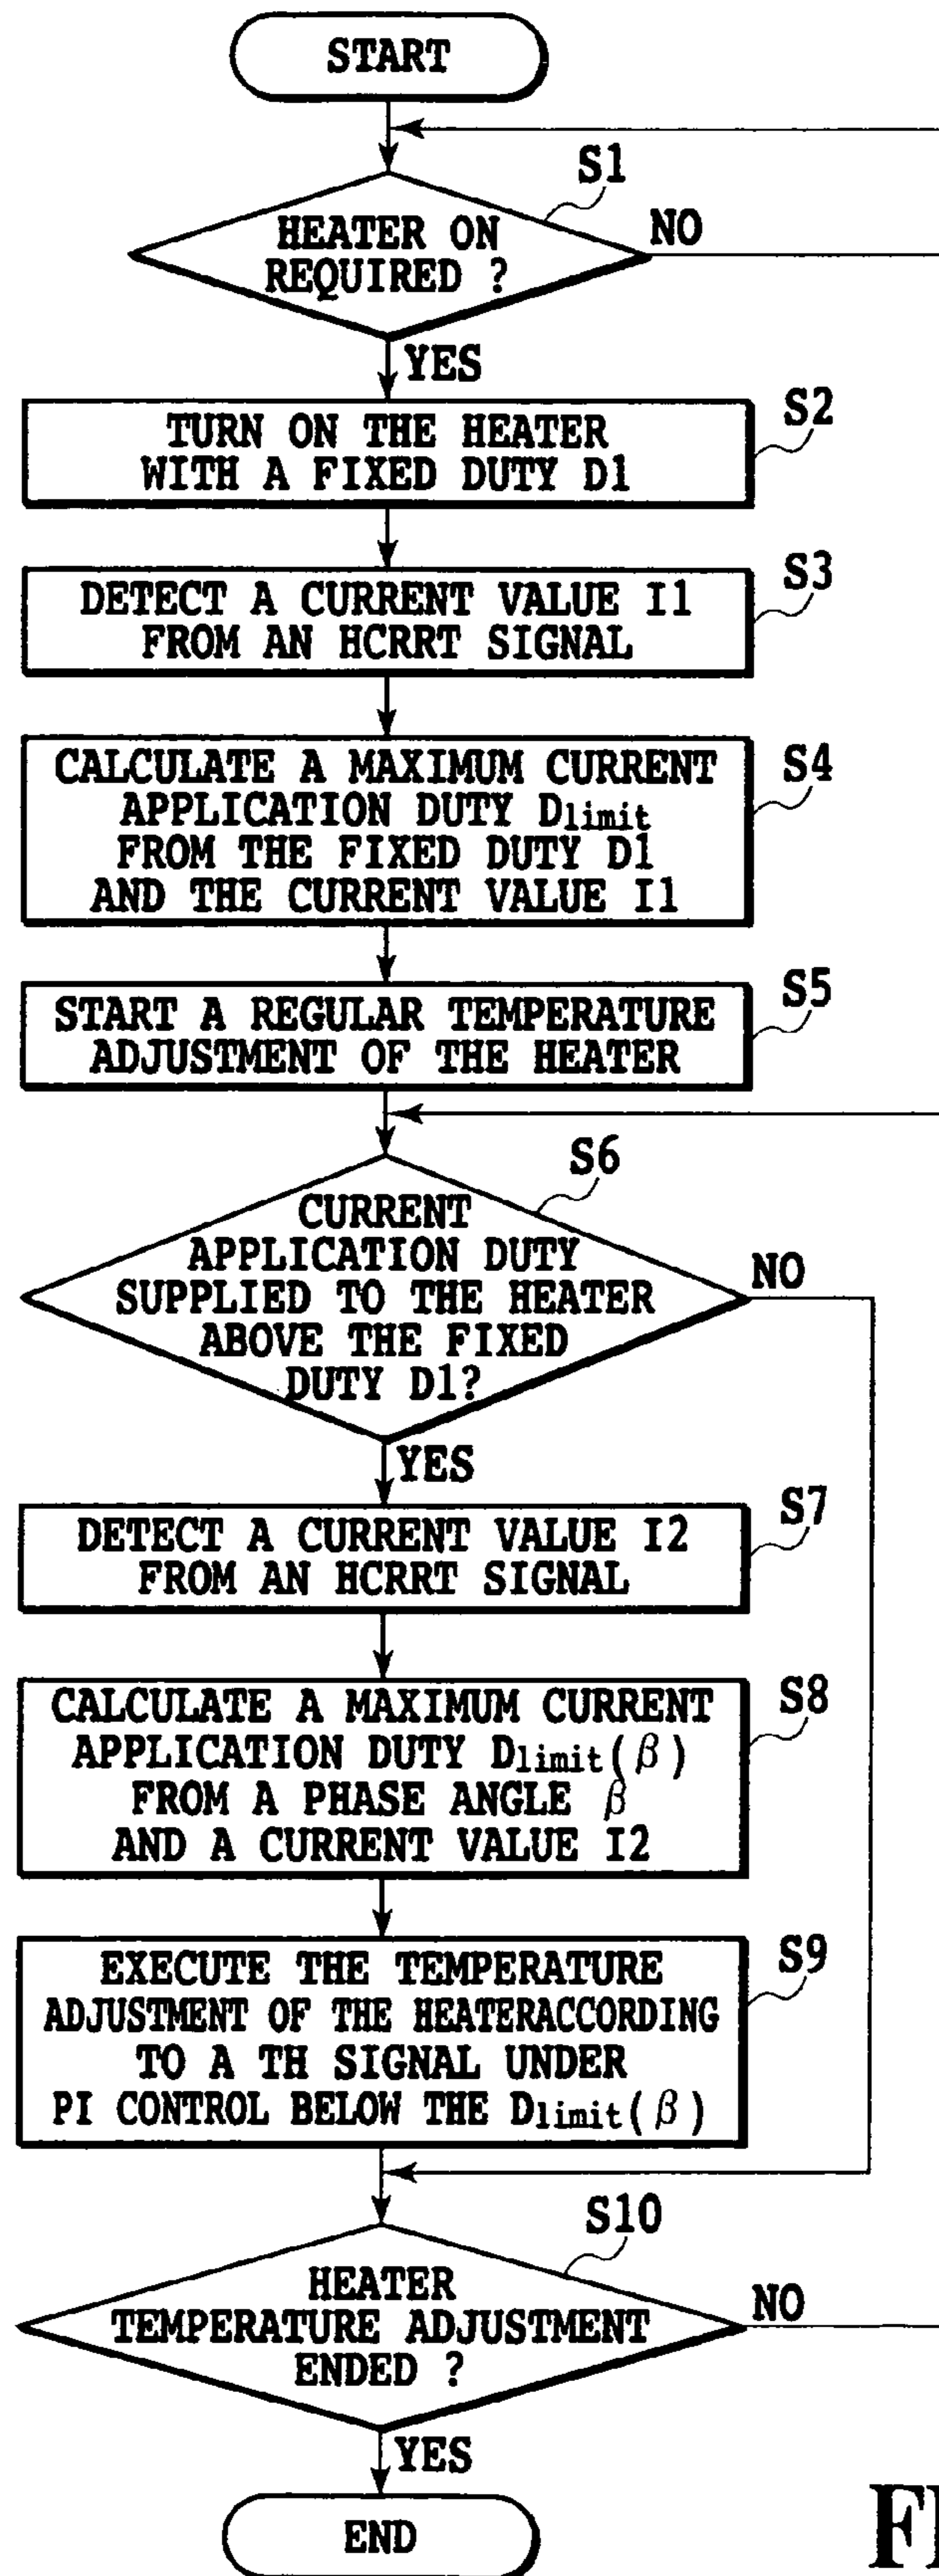 START
S1
HEATER ON
REQUIRED ?
NO
YES
S2
TURN ON THE HEATER
WITH A FIXED DUTY D1
S3
DETECT A CURRENT VALUE I1
FROM AN HCRRT SIGNAL
S4
CALCULATE A MAXIMUM CURRENT
APPLICATION DUTY Dlimit
FROM THE FIXED DUTY D1
AND THE CURRENT VALUE I1
S5
START A REGULAR TEMPERATURE
ADJUSTMENT OF THE HEATER
S6
CURRENT
APPLICATION DUTY
SUPPLIED TO THE HEATER
ABOVE THE FIXED
DUTY D1?
NO
YES
S7
DETECT A CURRENT VALUE I2
FROM AN HCRRT SIGNAL
S8
CALCULATE A MAXIMUM CURRENT
APPLICATION DUTY Dlimit(β)
FROM A PHASE ANGLE β
AND A CURRENT VALUE I2
S9
EXECUTE THE TEMPERATURE
ADJUSTMENT OF THE HEATERACCORDING
TO A TH SIGNAL UNDER
PI CONTROL BELOW THE Dlimit(β)
S10
HEATER
TEMPERATURE ADJUSTMENT
ENDED ?
NO
YES
END